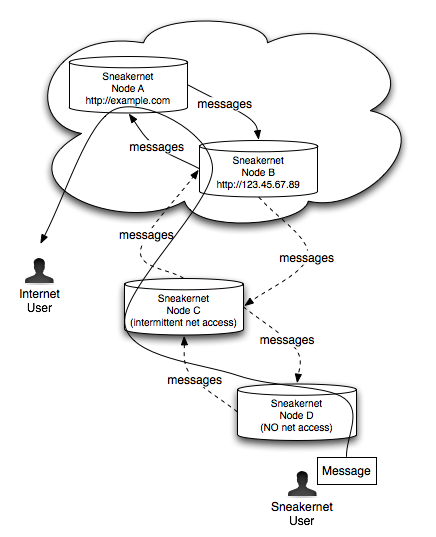 Sneakernet
Node A
http://example.com
messages
messages
Sneakernet
Node B
http://123.45.67.89
messages
messages
Internet
User
Sneakernet
Node C
(intermittent net access)
messages
messages
Sneakernet
Node D
(NO net access)
Message
Sneakernet
User